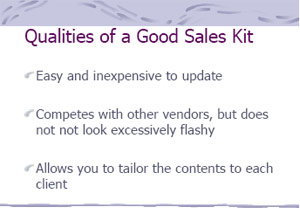 Qualities of a Good Sales Kit
Easy and inexpensive to update
Competes with other vendors, but does
not not look excessively flashy
Allows you to tailor the contents to each
client